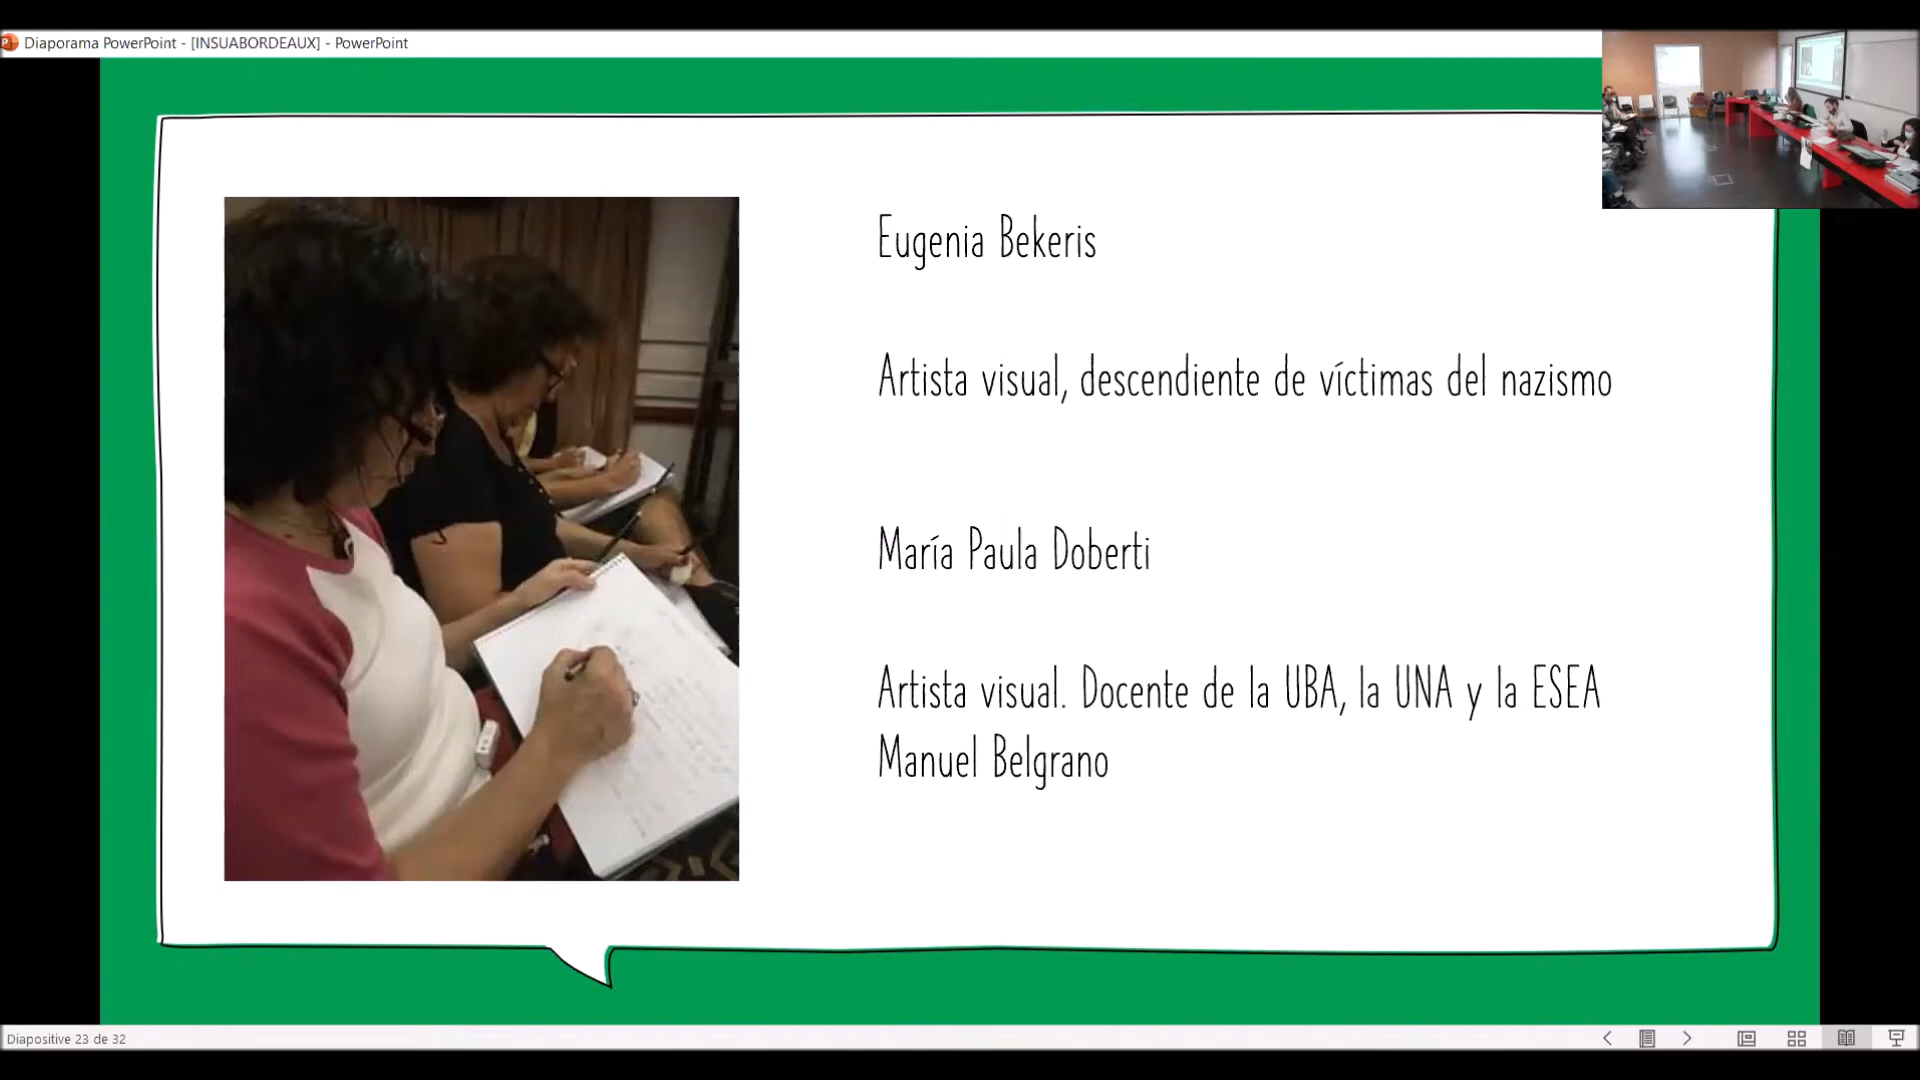 Diaporama PowerPoint - [INSUABORDEAUX] - PowerPoint
Eugenia Bekeris
Artista visual, descendiente de víctimas del nazismo
María Paula Doberti
Artista visual. Docente de la UBA, la UNA y la ESEA
Manuel Belgrano
Diapositive 23 de 32